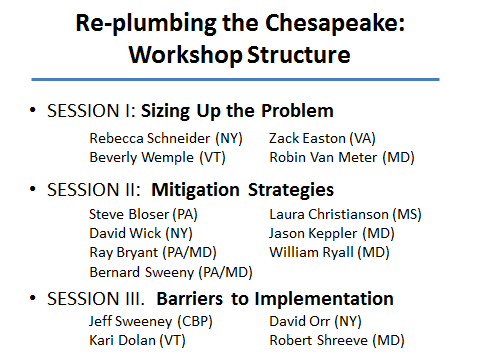 Re-plumbing the Chesapeake:
Workshop Structure
• SESSION I: Sizing Up the Problem
Rebecca Schneider (NY) Zack Easton (VA)
Beverly Wemple (VT) Robin Van Meter (MD)
• SESSION II: Mitigation Strategies
Steve Bloser (PA) Laura Christianson (MS)
David Wick (NY) Jason Keppler (MD)
Ray Bryant (PA/MD) William Ryall (MD)
Bernard Sweeny (PA/MD)
• SESSION III. Barriers to Implementation
Jeff Sweeney (CBP) David Orr (NY)
Kari Dolan (VT) Robert Shreeve (MD)